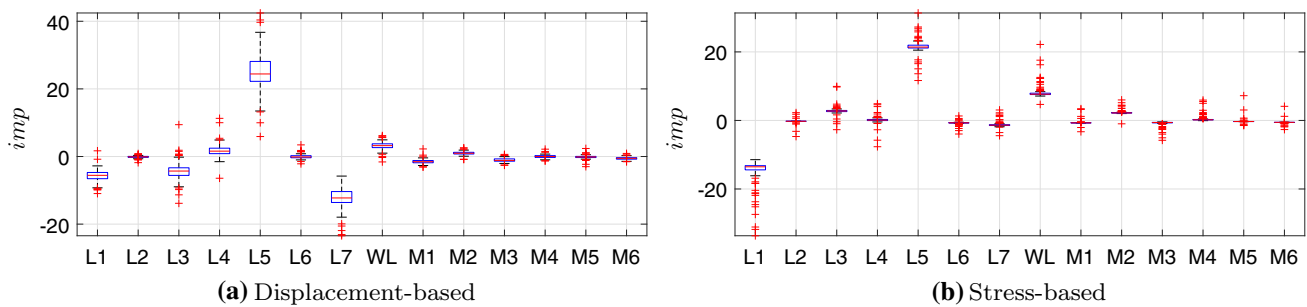 40
20
0
-20
imp
L1 L2 L3 L4 L5 L6 L7 WL M1 M2 M3 M4 M5 M6
(a) Displacement-based
20
0
-20
imp
L1 L2 L3 L4 L5 L6 L7 WL M1 M2 M3 M4 M5 M6
(b) Stress-based